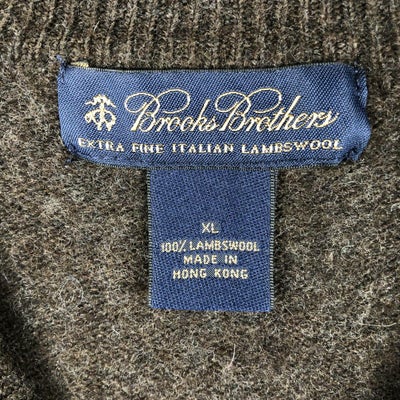 Brooks Brothers
EXTRA FINE ITALIAN LAMBSWOOL
XL
100% LAMBSWOOL
MADE IN
HONG KONG